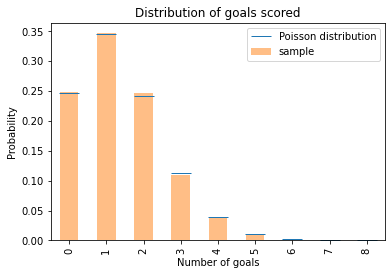 Distribution of goals scored
Poisson distribution
sample
Probability
0.35
0.30
0.25
0.20
0.15
0.10
0.05
0.00
0 1 2 3 4 5 6 7 8
Number of goals